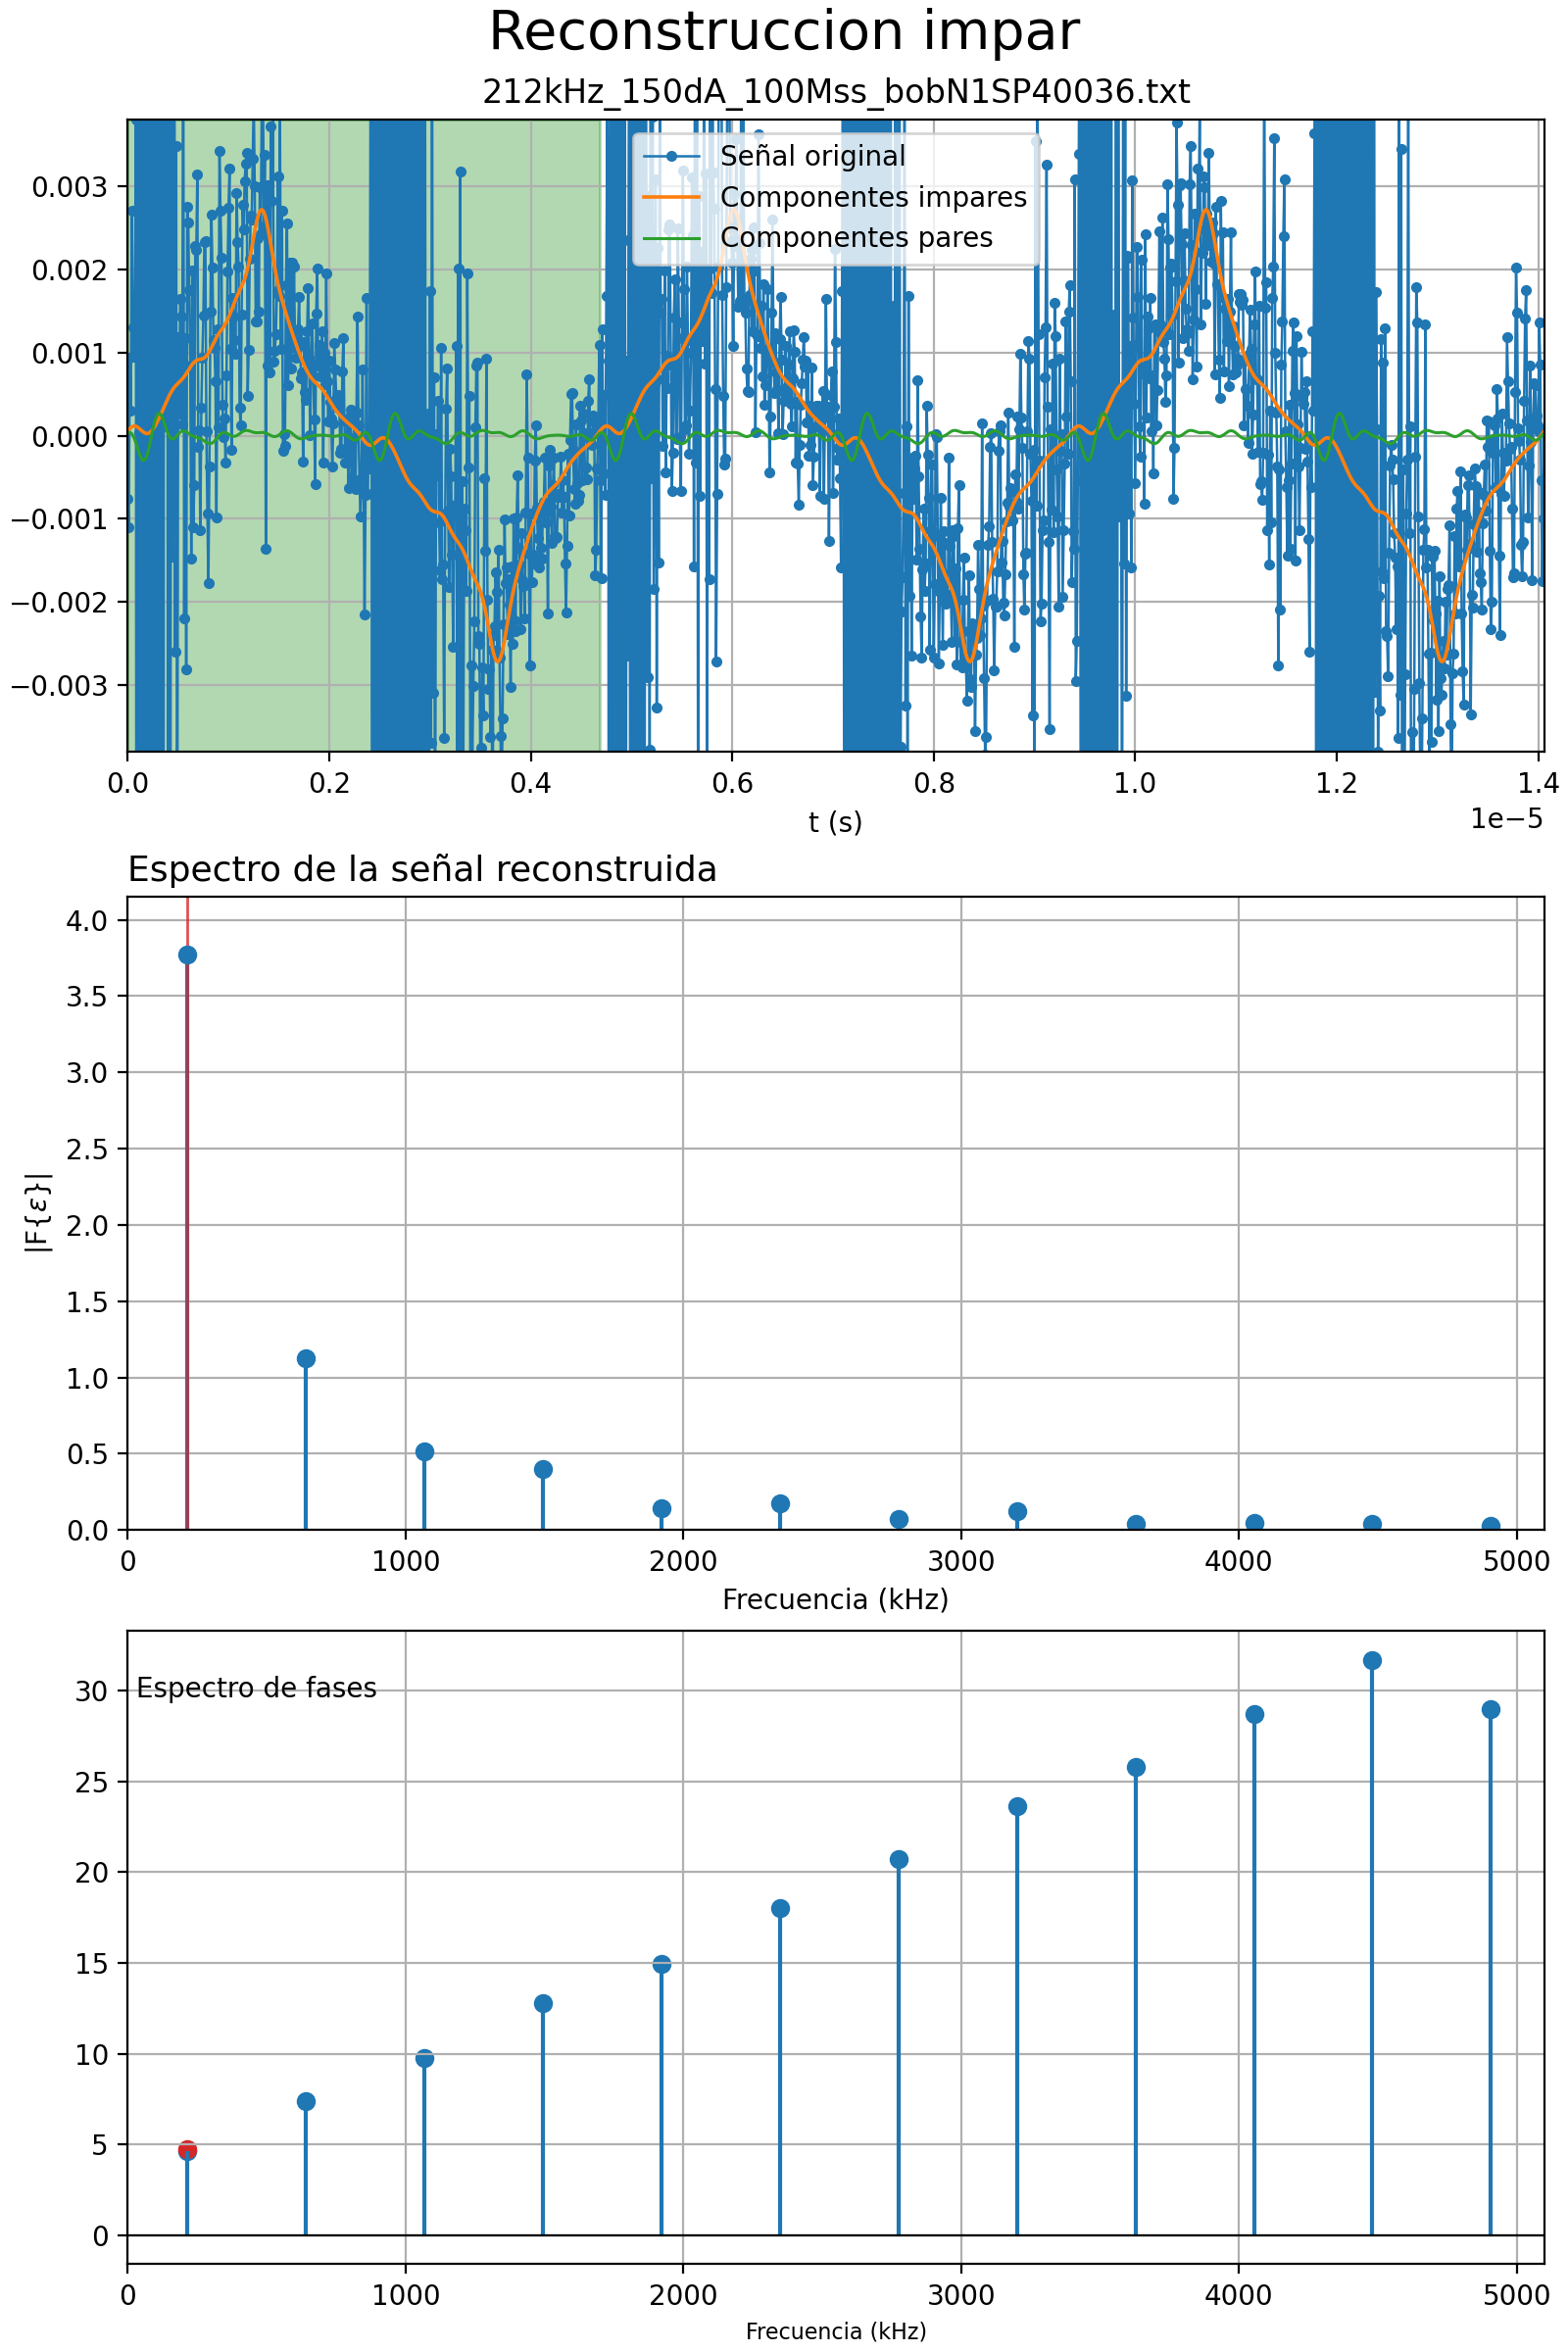 Reconstruccion impar
212kHz_150dA_100Mss_bobN1SP40036.txt
Señal original
Componentes impares
Componentes pares
0.003
0.002
0.001
0.000
−0.001
−0.002
−0.003
0.0 0.2 0.4 0.6 0.8 1.0 1.2 1.4
1e−5
t (s)
Espectro de la señal reconstruida
|F{ε}|
4.0
3.5
3.0
2.5
2.0
1.5
1.0
0.5
0.0
0 1000 2000 3000 4000 5000
Frecuencia (kHz)
Espectro de fases
30
25
20
15
10
5
0
0 1000 2000 3000 4000 5000
Frecuencia (kHz)